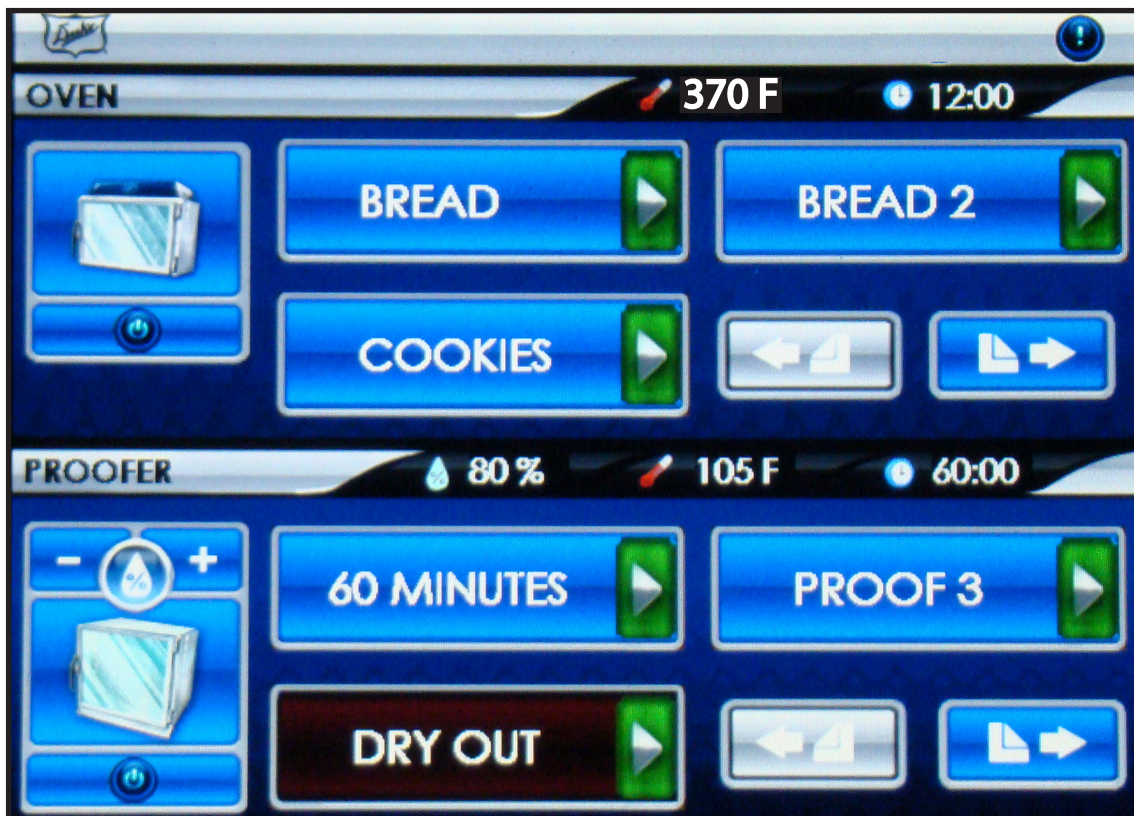 Duke
OVEN 370 F 12:00
BREAD BREAD 2
COOKIES
PROOFER 80 % 105 F 60:00
- % +
60 MINUTES PROOF 3
DRY OUT